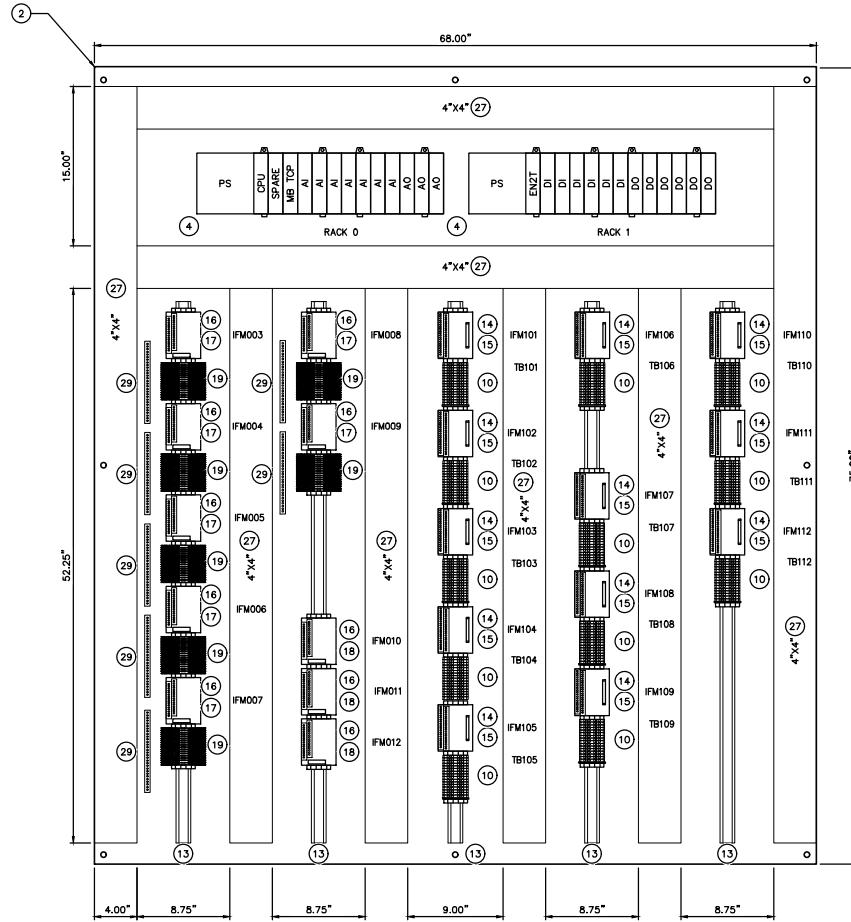 2
68.00"
4"X4" 27
15.00"
PS CPU SPARE MB TCP AI AI AI AI AI AI AI AO AO AO
PS EN2T DI DI DI DI DI DI DO DO DO DO DO DO
4 RACK 0
4 RACK 1
4"X4" 27
27
4"X4"
52.25"
16 IFM003
17
29 19
16 IFM004
17
29 19
16 IFM005
17
29 19
16 IFM006
17
29 19
16 IFM007
17
29 19
13
27
4"X4"
16 IFM008
17
29 19
16 IFM009
17
29 19
16 IFM010
18
16 IFM011
18
16 IFM012
18
13
27
4"X4"
14 IFM101
15
TB101
10
14 IFM102
15
TB102
10
14 IFM103
15
TB103
10
14 IFM104
15
TB104
10
14 IFM105
15
TB105
10
13
27
4"X4"
14 IFM106
15
TB106
10
14 IFM107
15
TB107
10
14 IFM108
15
TB108
10
14 IFM109
15
TB109
10
13
27
4"X4"
14 IFM110
15
TB110
10
14 IFM111
15
TB111
10
14 IFM112
15
TB112
10
13
27
4"X4"
4.00" 8.75" 8.75" 9.00" 8.75" 8.75"